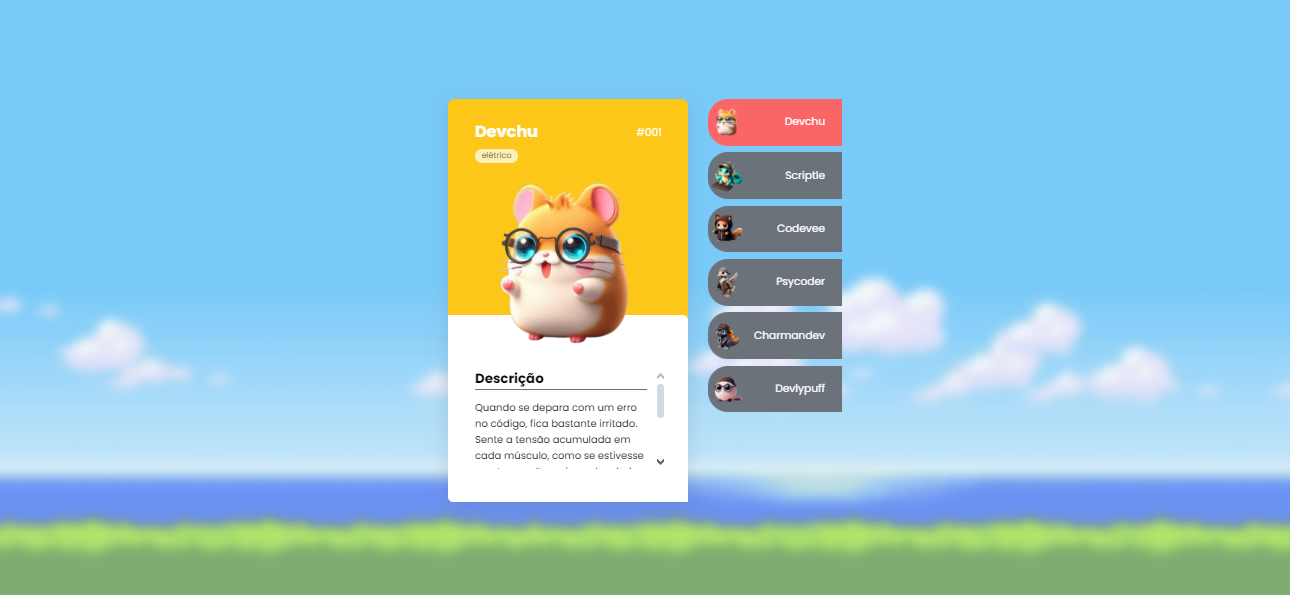 Devchu
#001
elétrico
Descrição
Quando se depara com um erro
no código, fica bastante irritado.
Sente a tensão acumulada em
cada músculo, como se estivesse
Devchu
Scriptle
Codevee
Psycoder
Charmandev
Devlypuff